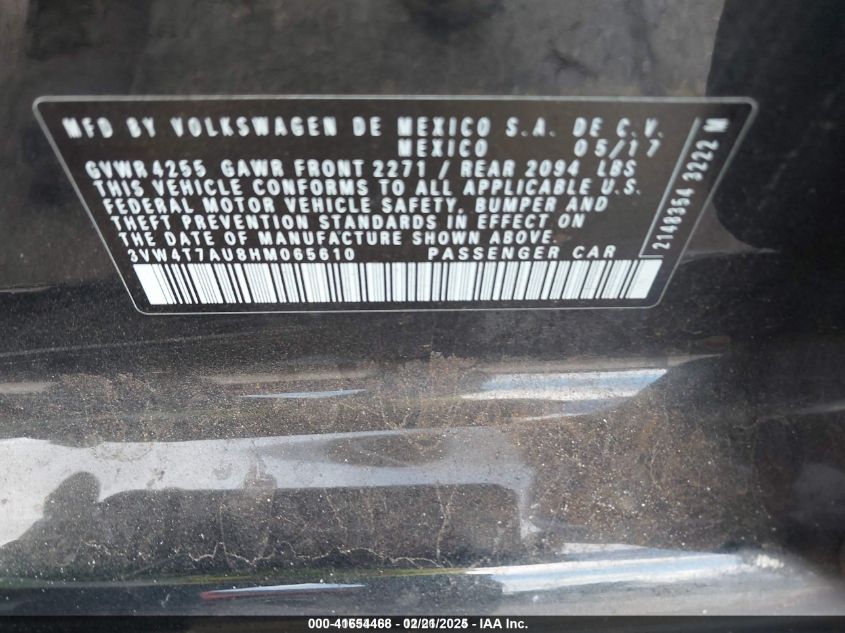 MFD BY VOLKSWAGEN DE MEXICO S.A. DE C.V.
MEXICO 05/17
GVWR 4255 GAWR FRONT 2271 / REAR 2094 LBS
THIS VEHICLE CONFORMS TO ALL APPLICABLE U.S.
FEDERAL MOTOR VEHICLE SAFETY, BUMPER AND
THEFT PREVENTION STANDARDS IN EFFECT ON
THE DATE OF MANUFACTURE SHOWN ABOVE.
3VW4T7AU8HM065610 PASSENGER CAR
2148354 3222 M
000-41654468 - 02/21/2025 - IAA Inc.